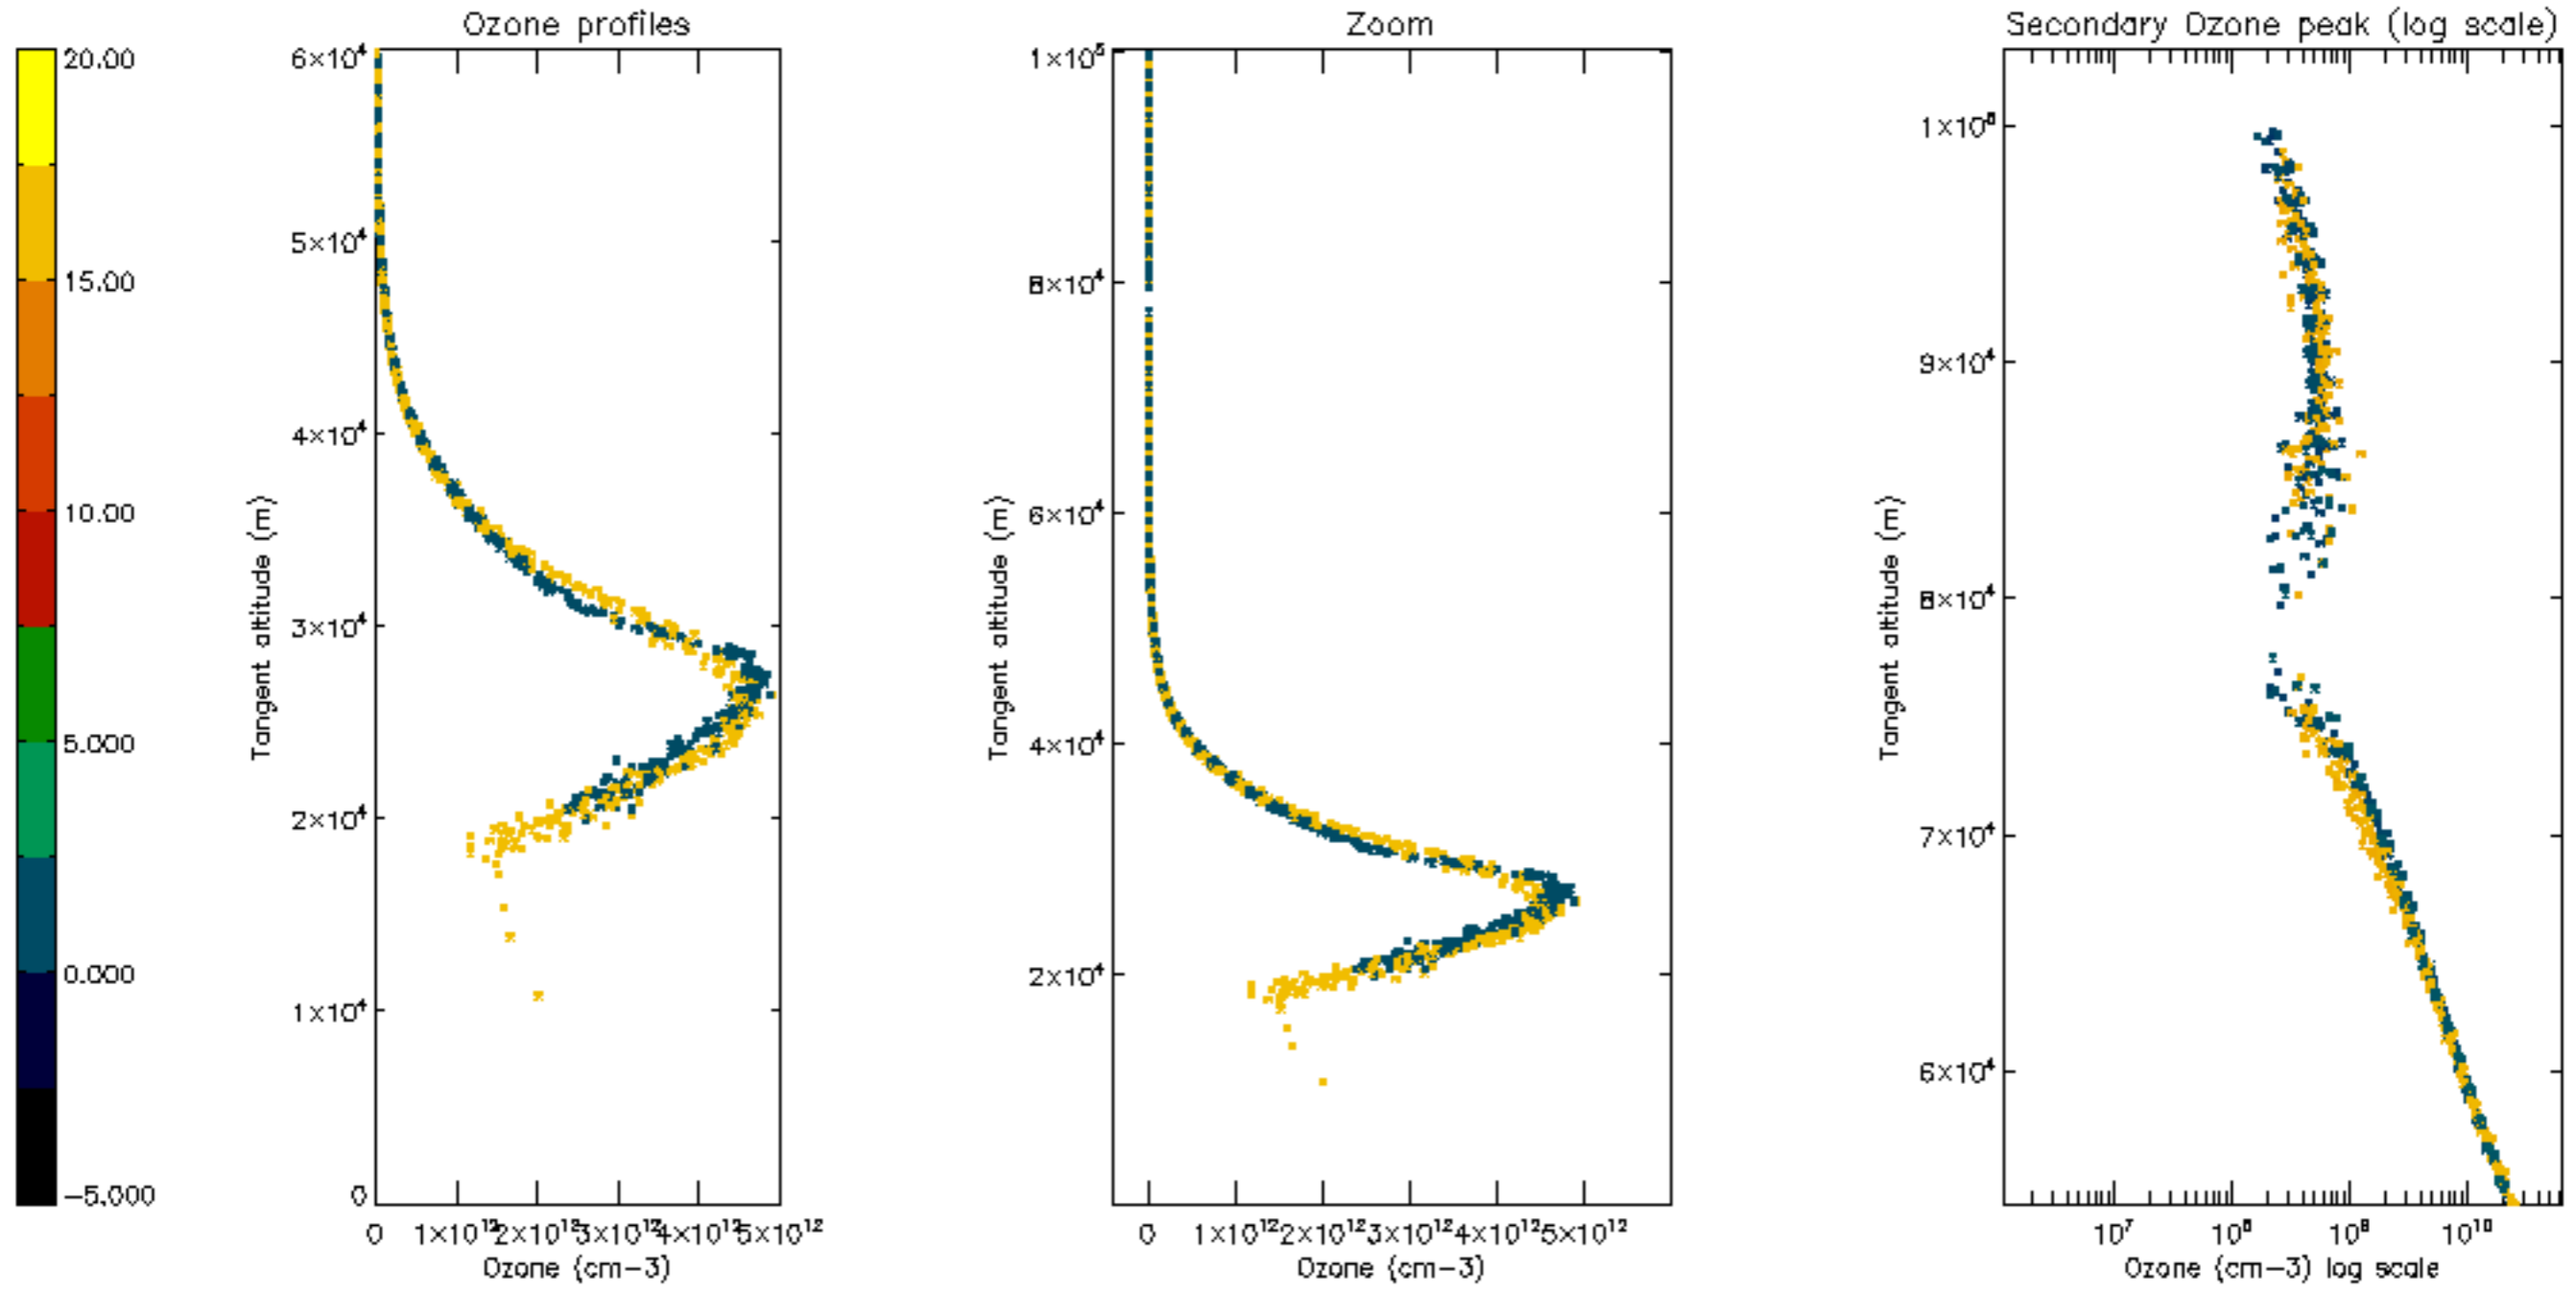 Ozone profiles
Zoom
Secondary Ozone peak (log scale)
20.00
15.00
10.00
5.000
0.000
−5.000
6×10⁴
5×10⁴
4×10⁴
3×10⁴
2×10⁴
1×10⁴
0
Tangent altitude (m)
0 1×10¹² 2×10¹² 3×10¹² 4×10¹² 5×10¹²
Ozone (cm−3)
1×10⁵
8×10⁴
6×10⁴
4×10⁴
2×10⁴
Tangent altitude (m)
0 1×10¹² 2×10¹² 3×10¹² 4×10¹² 5×10¹²
Ozone (cm−3)
1×10⁵
9×10⁴
8×10⁴
7×10⁴
6×10⁴
Tangent altitude (m)
10⁷ 10⁸ 10⁹ 10¹⁰
Ozone (cm−3) log scale